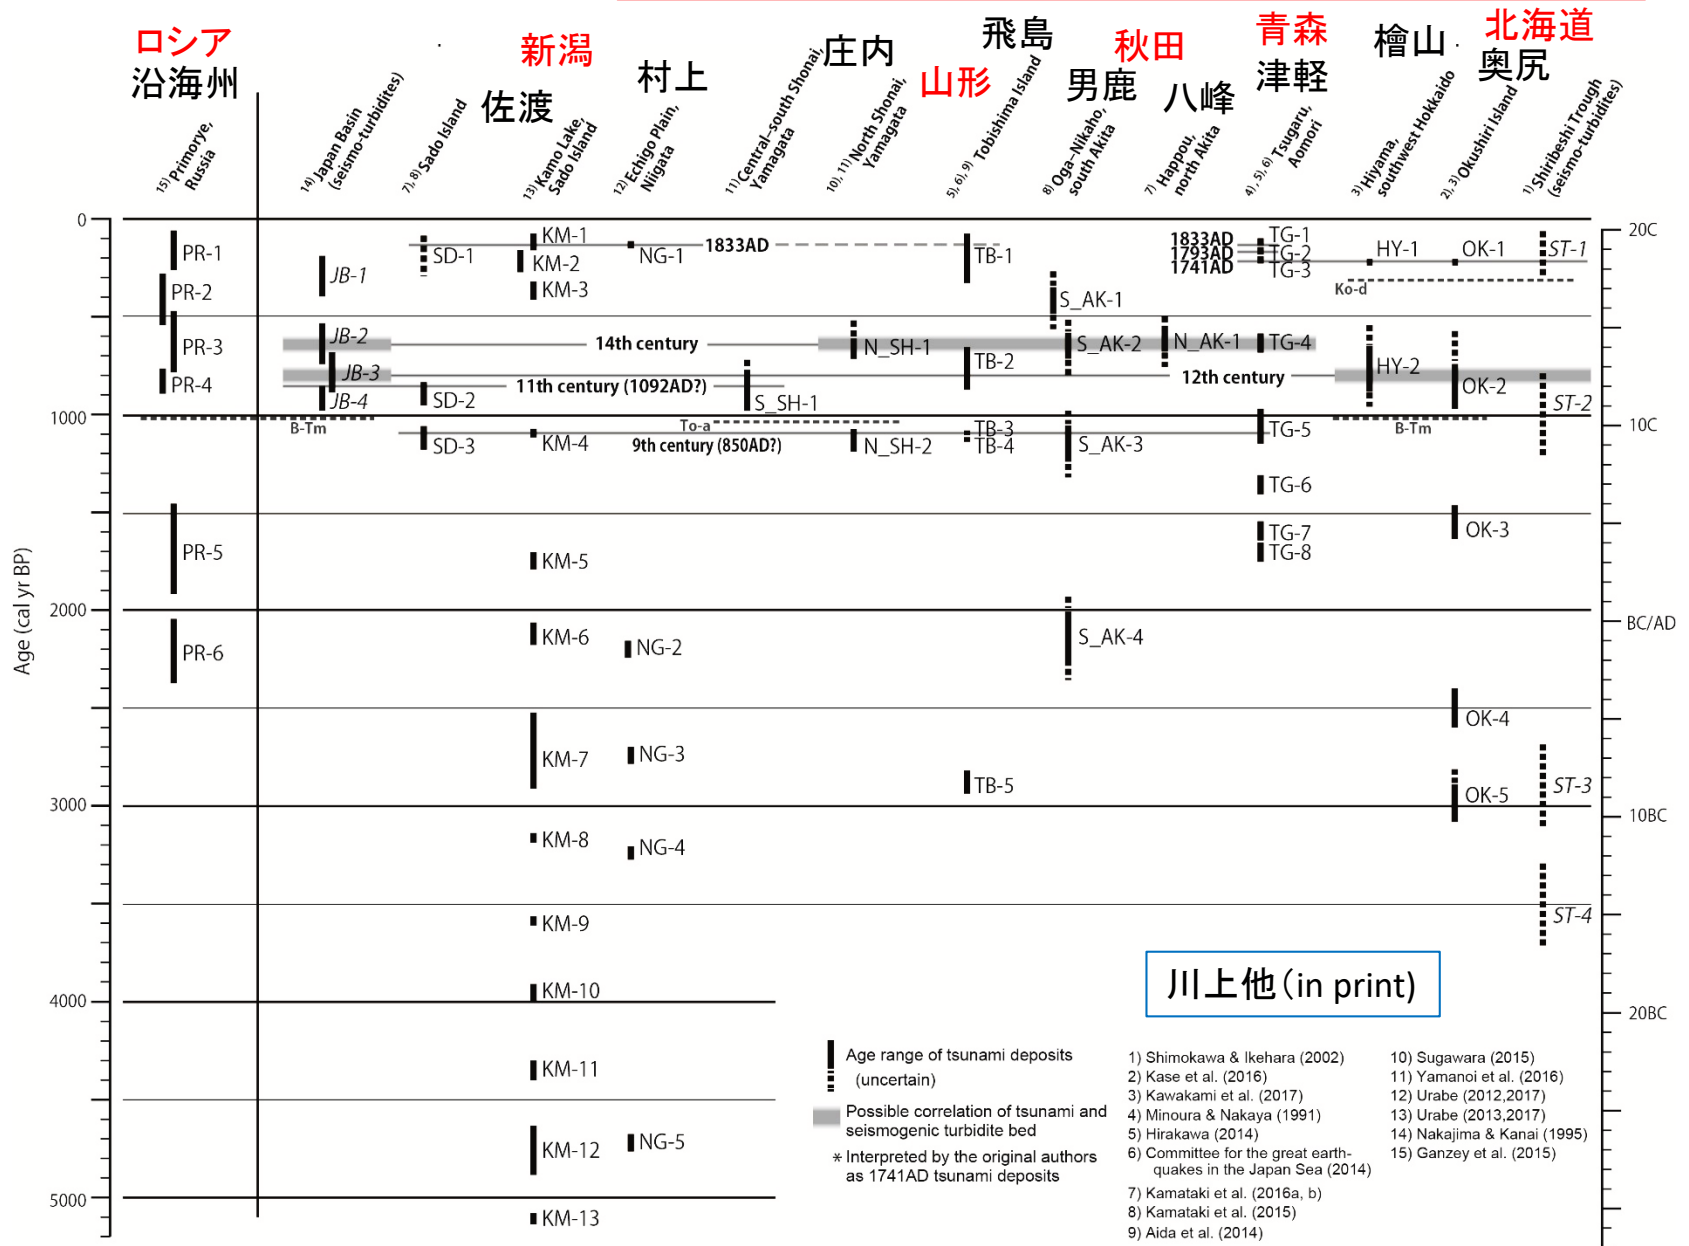 ロシア
沿海州
新潟
佐渡
村上
庄内
山形
飛島
秋田
男鹿
八峰
青森
津軽
檜山
北海道
奥尻
15) Primorye,
Russia
14) Japan Basin
(seismo-turbidites)
7), 8) Sado Island
13) Kamo Lake,
Sado Island
12) Echigo Plain,
Niigata
11) Central–south Shonai,
Yamagata
10), 11) North Shonai,
Yamagata
5), 6), 9) Tobishima Island
8) Oga–Nikaho,
south Akita
7) Happou,
north Akita
4), 5), 6) Tsugaru,
Aomori
3) Hiyama,
southwest Hokkaido
2), 3) Okushiri Island
1) Shiribeshi Trough
(seismo-turbidites)
Age (cal yr BP)
0
1000
2000
3000
4000
5000
20C
10C
BC/AD
10BC
20BC
PR-1
PR-2
PR-3
PR-4
PR-5
PR-6
JB-1
JB-2
JB-3
JB-4
B-Tm
SD-1
SD-2
SD-3
KM-1
KM-2
KM-3
KM-4
KM-5
KM-6
KM-7
KM-8
KM-9
KM-10
KM-11
KM-12
KM-13
NG-1
NG-2
NG-3
NG-4
NG-5
1833AD
14th century
11th century (1092AD?)
To-a
9th century (850AD?)
S_SH-1
N_SH-1
N_SH-2
TB-1
TB-2
TB-3
TB-4
TB-5
S_AK-1
S_AK-2
S_AK-3
S_AK-4
N_AK-1
12th century
1833AD
1793AD
1741AD
TG-1
TG-2
TG-3
TG-4
TG-5
TG-6
TG-7
TG-8
Ko-d
HY-1
HY-2
B-Tm
OK-1
OK-2
OK-3
OK-4
OK-5
ST-1
ST-2
ST-3
ST-4
川上他（in print)
Age range of tsunami deposits
(uncertain)
Possible correlation of tsunami and
seismogenic turbidite bed
* Interpreted by the original authors
as 1741AD tsunami deposits
1) Shimokawa & Ikehara (2002)
2) Kase et al. (2016)
3) Kawakami et al. (2017)
4) Minoura & Nakaya (1991)
5) Hirakawa (2014)
6) Committee for the great earth-
quakes in the Japan Sea (2014)
7) Kamataki et al. (2016a, b)
8) Kamataki et al. (2015)
9) Aida et al. (2014)
10) Sugawara (2015)
11) Yamanoi et al. (2016)
12) Urabe (2012,2017)
13) Urabe (2013,2017)
14) Nakajima & Kanai (1995)
15) Ganzey et al. (2015)